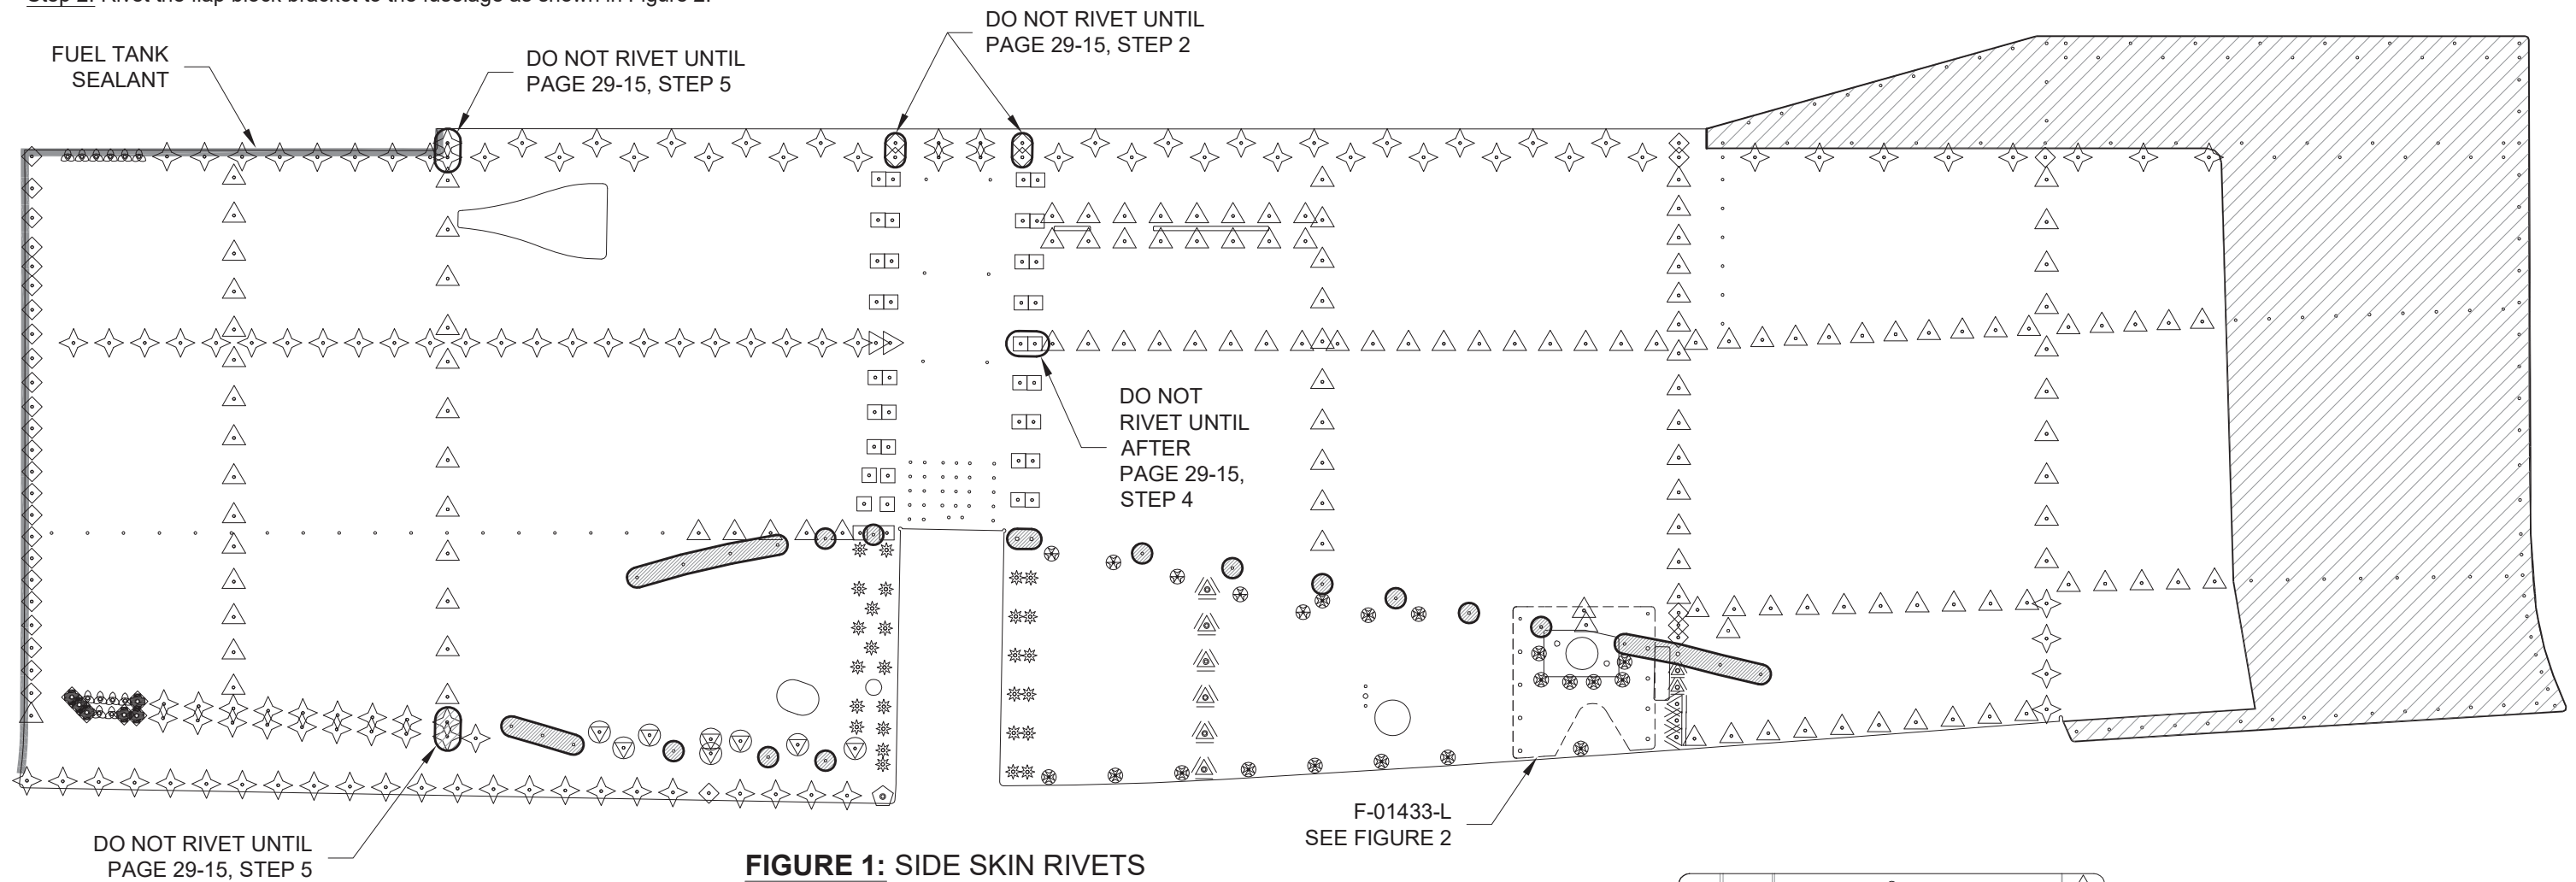 Step 2: Rivet the flap block bracket to the fuselage as shown in Figure 2.
DO NOT RIVET UNTIL
PAGE 29-15, STEP 2
FUEL TANK
SEALANT
DO NOT RIVET UNTIL
PAGE 29-15, STEP 5
DO NOT
RIVET UNTIL
AFTER
PAGE 29-15,
STEP 4
F-01433-L
SEE FIGURE 2
DO NOT RIVET UNTIL
PAGE 29-15, STEP 5
FIGURE 1: SIDE SKIN RIVETS